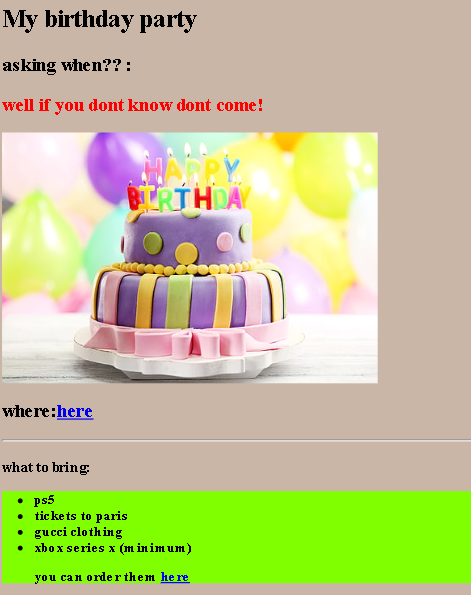 My birthday party
asking when?? :
well if you dont know dont come!
HAPPY
BIRTHDAY
where:here
what to bring:
ps5
tickets to paris
gucci clothing
xbox series x (minimum)
you can order them here